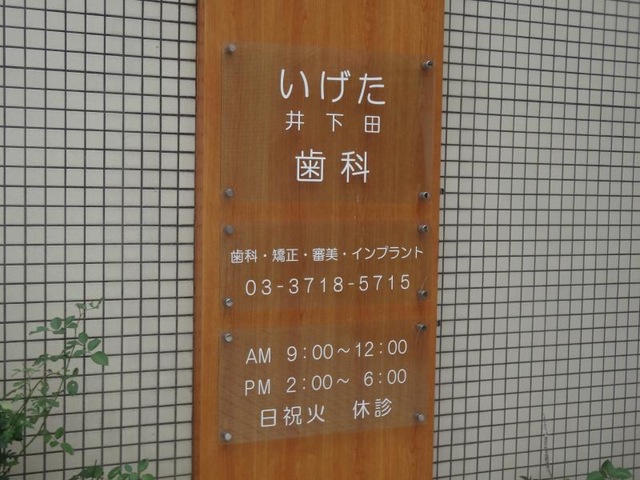 いげた
井下田
歯科
歯科・矯正・審美・インプラント
03-3718-5715
AM 9:00～12:00
PM 2:00～ 6:00
日祝火 休診